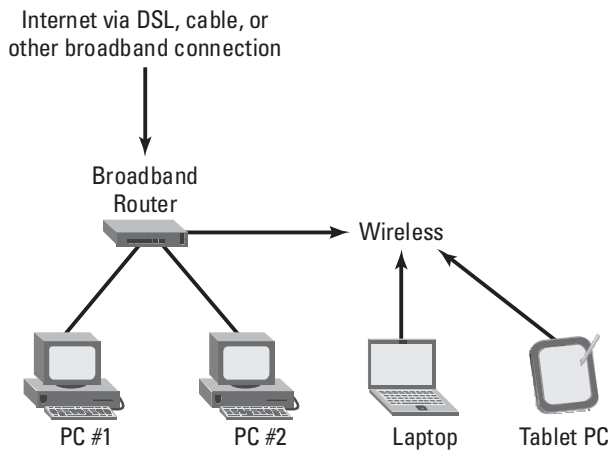 Internet via DSL, cable, or
other broadband connection
Broadband
Router
Wireless
PC #1
PC #2
Laptop
Tablet PC